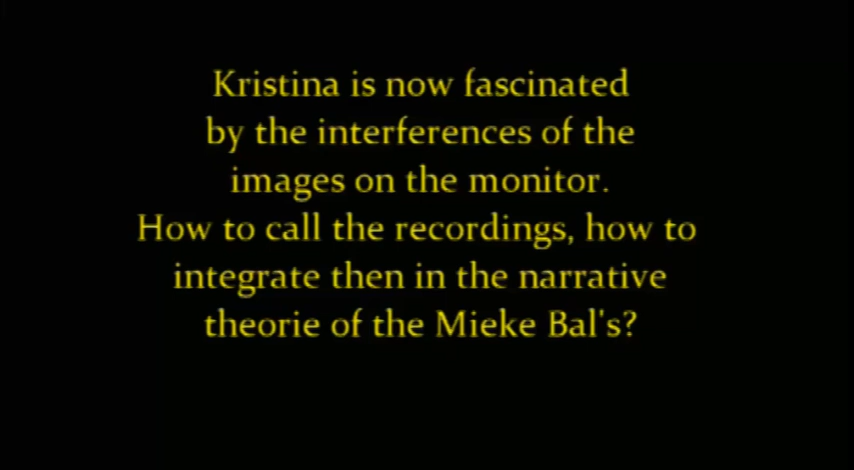 Kristina is now fascinated
by the interferences of the
images on the monitor.
How to call the recordings, how to
integrate then in the narrative
theorie of the Mieke Bal's?